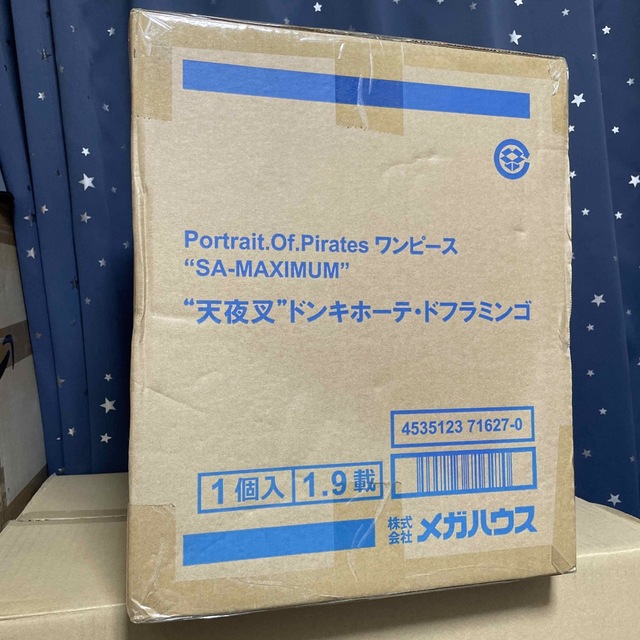 Portrait.Of.Pirates ワンピース
“SA-MAXIMUM”
“天夜叉”ドンキホーテ・ドフラミンゴ
4535123 71627-0
1個入 1.9載
株式会社 メガハウス